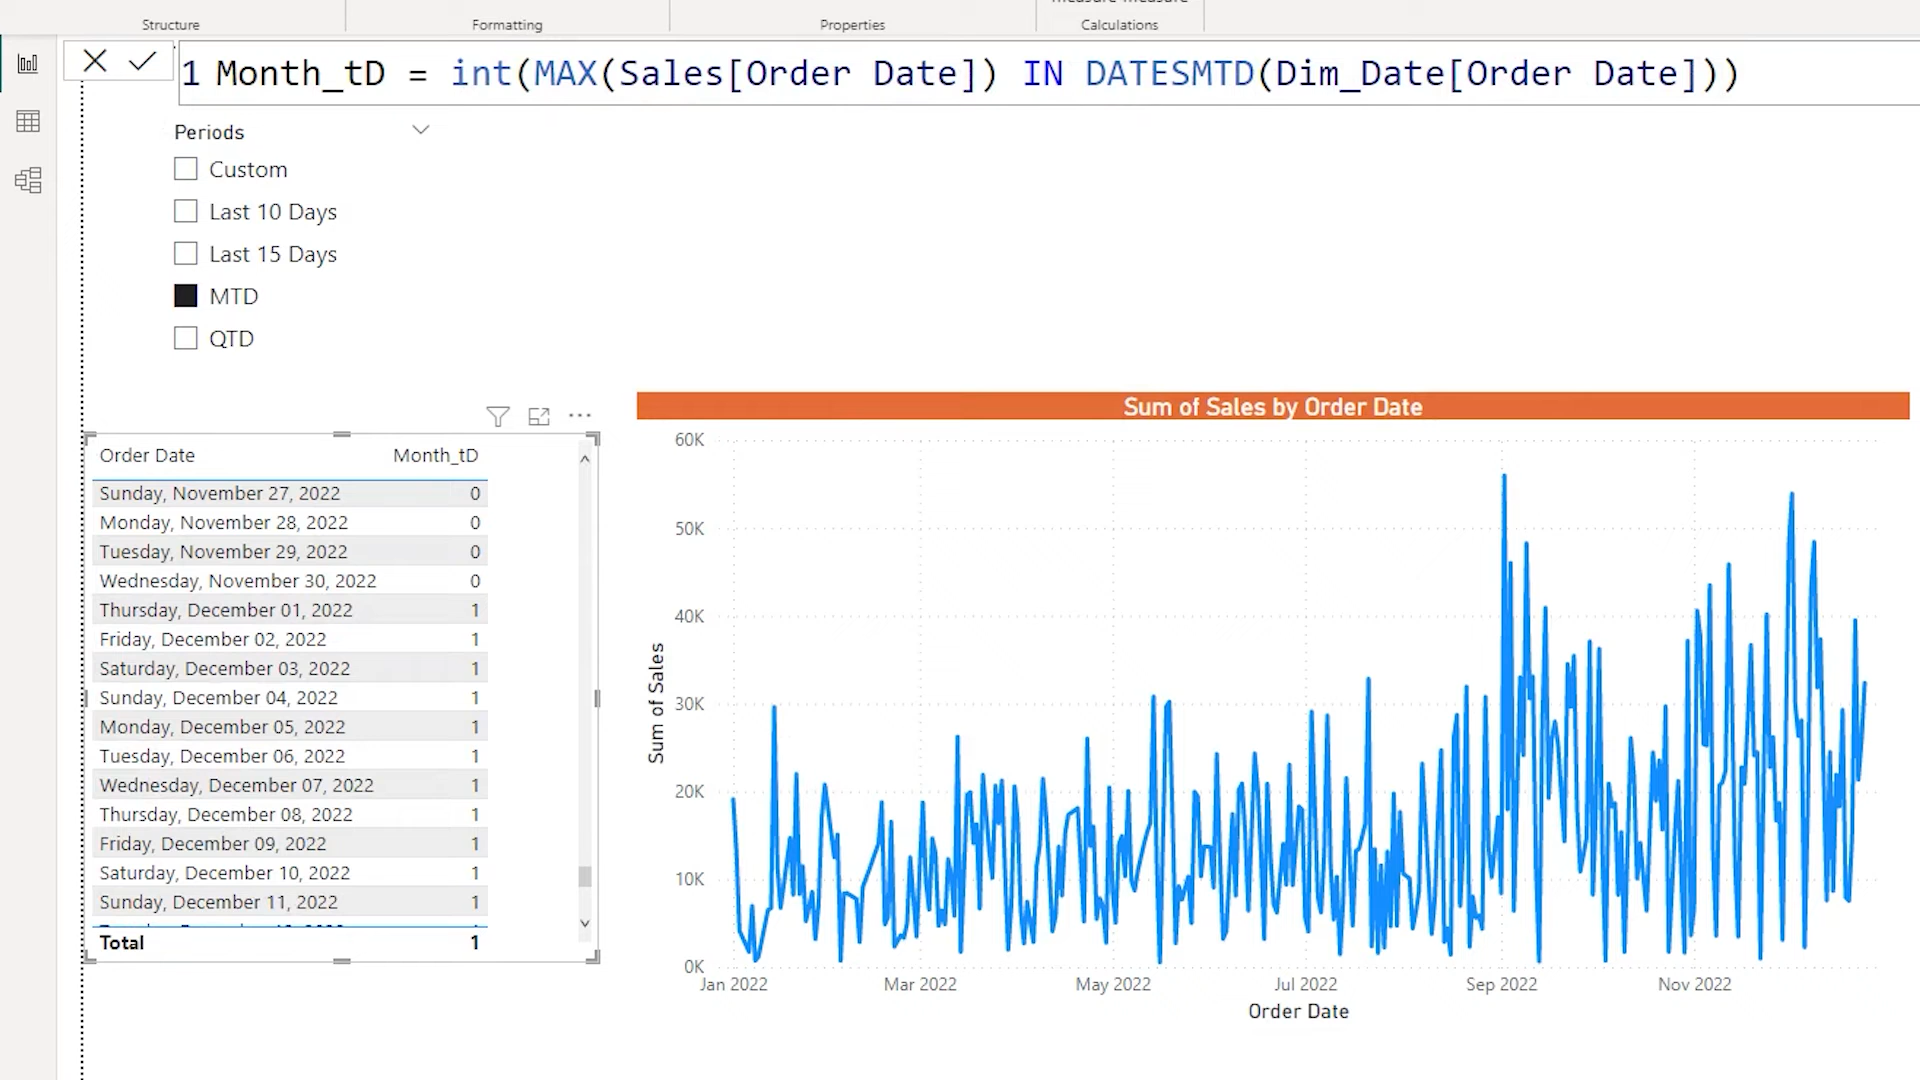 Structure
Formatting
Properties
Calculations
1 Month_tD = int(MAX(Sales[Order Date]) IN DATESMTD(Dim_Date[Order Date]))
Periods
Custom
Last 10 Days
Last 15 Days
MTD
QTD
Order Date Month_tD
Sunday, November 27, 2022 0
Monday, November 28, 2022 0
Tuesday, November 29, 2022 0
Wednesday, November 30, 2022 0
Thursday, December 01, 2022 1
Friday, December 02, 2022 1
Saturday, December 03, 2022 1
Sunday, December 04, 2022 1
Monday, December 05, 2022 1
Tuesday, December 06, 2022 1
Wednesday, December 07, 2022 1
Thursday, December 08, 2022 1
Friday, December 09, 2022 1
Saturday, December 10, 2022 1
Sunday, December 11, 2022 1
Total 1
Sum of Sales by Order Date
60K
50K
40K
30K
20K
10K
0K
Sum of Sales
Jan 2022 Mar 2022 May 2022 Jul 2022 Sep 2022 Nov 2022
Order Date